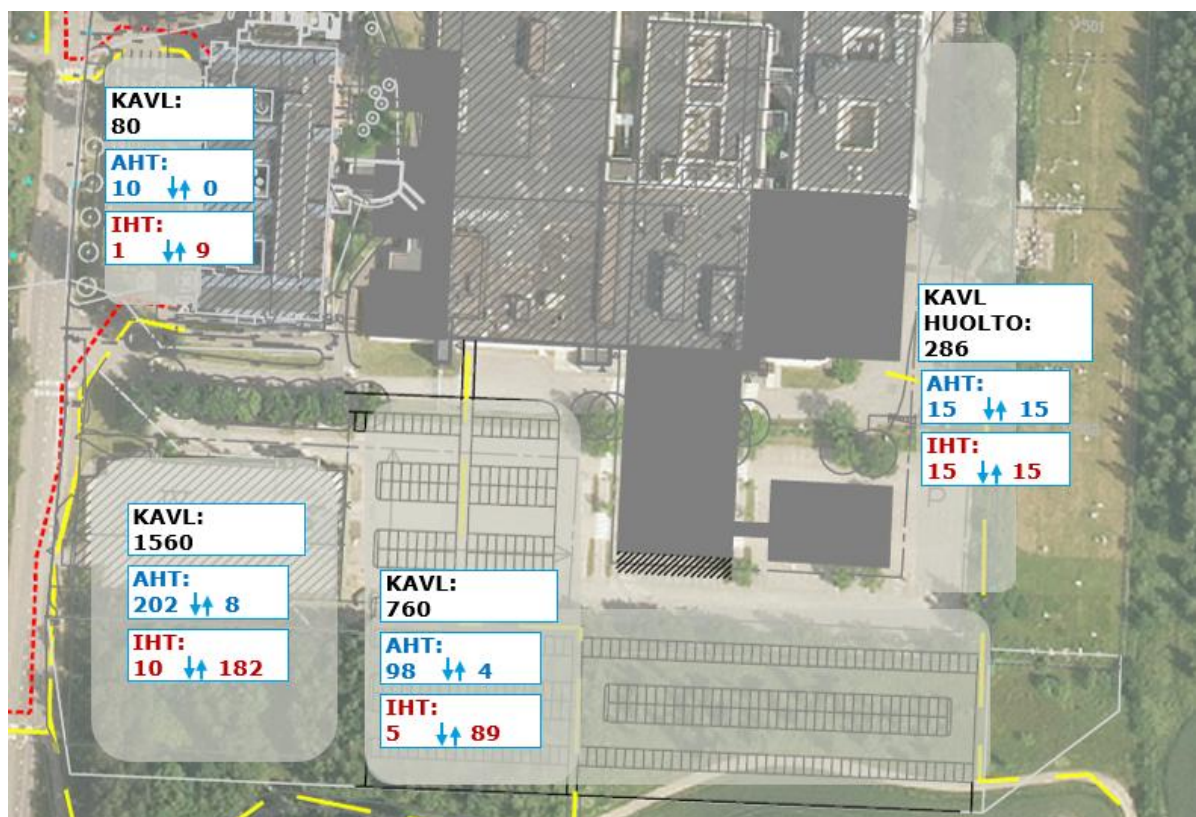 KAVL:
80
AHT:
10 ↓↑ 0
IHT:
1 ↓↑ 9
KAVL
HUOLTO:
286
AHT:
15 ↓↑ 15
IHT:
15 ↓↑ 15
P
KAVL:
1560
AHT:
202 ↓↑ 8
IHT:
10 ↓↑ 182
KAVL:
760
AHT:
98 ↓↑ 4
IHT:
5 ↓↑ 89